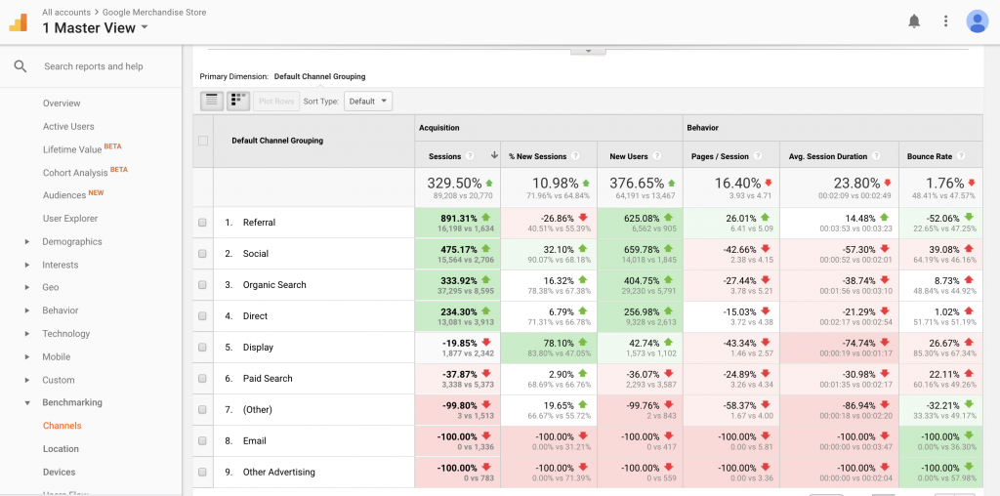 All accounts > Google Merchandise Store
1 Master View
Search reports and help
Overview
Active Users
Lifetime Value BETA
Cohort Analysis BETA
Audiences NEW
User Explorer
Demographics
Interests
Geo
Behavior
Technology
Mobile
Custom
Benchmarking
Channels
Location
Devices
Users Flow
Primary Dimension: Default Channel Grouping
Plot Rows Sort Type: Default
Default Channel Grouping
Acquisition Behavior
Sessions ? % New Sessions ? New Users ? Pages / Session ? Avg. Session Duration ? Bounce Rate ?
329.50% 10.98% 376.65% 16.40% 23.80% 1.76%
89,208 vs 20,770 71.96% vs 64.84% 64,191 vs 13,467 3.93 vs 4.71 00:02:09 vs 00:02:49 48.41% vs 47.57%
1. Referral 891.31% -26.86% 625.08% 26.01% 14.48% -52.06%
16,198 vs 1,634 40.51% vs 55.39% 6,562 vs 905 6.41 vs 5.09 00:03:53 vs 00:03:23 22.65% vs 47.25%
2. Social 475.17% 32.10% 659.78% -42.66% -57.30% 39.08%
15,564 vs 2,706 90.07% vs 68.18% 14,018 vs 1,845 2.38 vs 4.15 00:00:52 vs 00:02:01 64.19% vs 46.16%
3. Organic Search 333.92% 16.32% 404.75% -27.44% -38.74% 8.73%
37,295 vs 8,595 78.38% vs 67.38% 29,230 vs 5,791 3.78 vs 5.21 00:01:56 vs 00:03:10 48.84% vs 44.92%
4. Direct 234.30% 6.79% 256.98% -15.03% -21.29% 1.02%
13,081 vs 3,913 71.31% vs 66.78% 9,328 vs 2,613 3.72 vs 4.38 00:02:17 vs 00:02:54 51.71% vs 51.19%
5. Display -19.85% 78.10% 42.74% -43.34% -74.74% 26.67%
1,877 vs 2,342 83.80% vs 47.05% 1,573 vs 1,102 1.46 vs 2.57 00:00:19 vs 00:01:17 85.30% vs 67.34%
6. Paid Search -37.87% 2.90% -36.07% -24.89% -30.98% 22.11%
3,338 vs 5,373 68.69% vs 66.76% 2,293 vs 3,587 3.26 vs 4.34 00:01:35 vs 00:02:17 60.16% vs 49.26%
7. (Other) -99.80% 19.65% -99.76% -58.37% -86.94% -32.21%
3 vs 1,513 66.67% vs 55.72% 2 vs 843 1.67 vs 4.00 00:00:18 vs 00:02:20 33.33% vs 49.17%
8. Email -100.00% -100.00% -100.00% -100.00% -100.00% -100.00%
0 vs 1,336 0.00% vs 31.21% 0 vs 417 0.00 vs 5.81 00:00:00 vs 00:03:47 0.00% vs 36.30%
9. Other Advertising -100.00% -100.00% -100.00% -100.00% -100.00% -100.00%
0 vs 783 0.00% vs 71.39% 0 vs 559 0.00 vs 3.36 00:00:00 vs 00:02:04 0.00% vs 57.98%